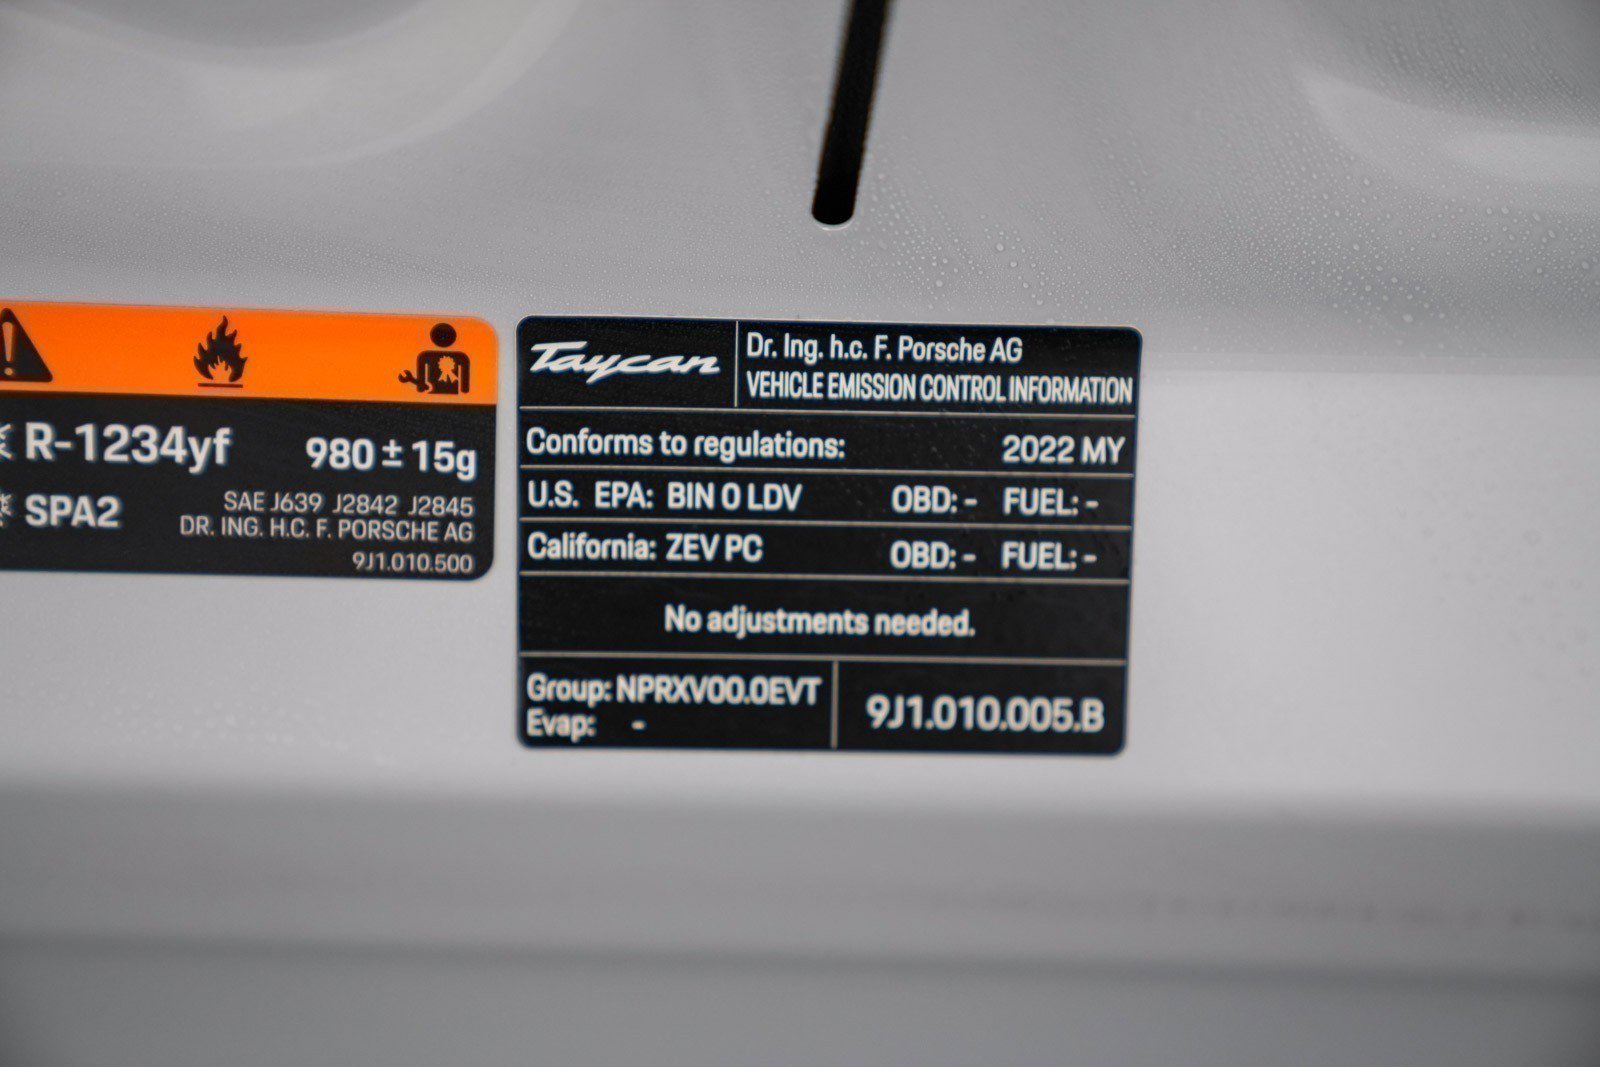 R-1234yf 980 ± 15g
SPA2 SAE J639 J2842 J2845
DR. ING. H.C. F. PORSCHE AG
9J1.010.500
Taycan
Dr. Ing. h.c. F. Porsche AG
VEHICLE EMISSION CONTROL INFORMATION
Conforms to regulations: 2022 MY
U.S. EPA: BIN 0 LDV OBD: - FUEL: -
California: ZEV PC OBD: - FUEL: -
No adjustments needed.
Group: NPRXV00.0EVT
Evap: -
9J1.010.005.B